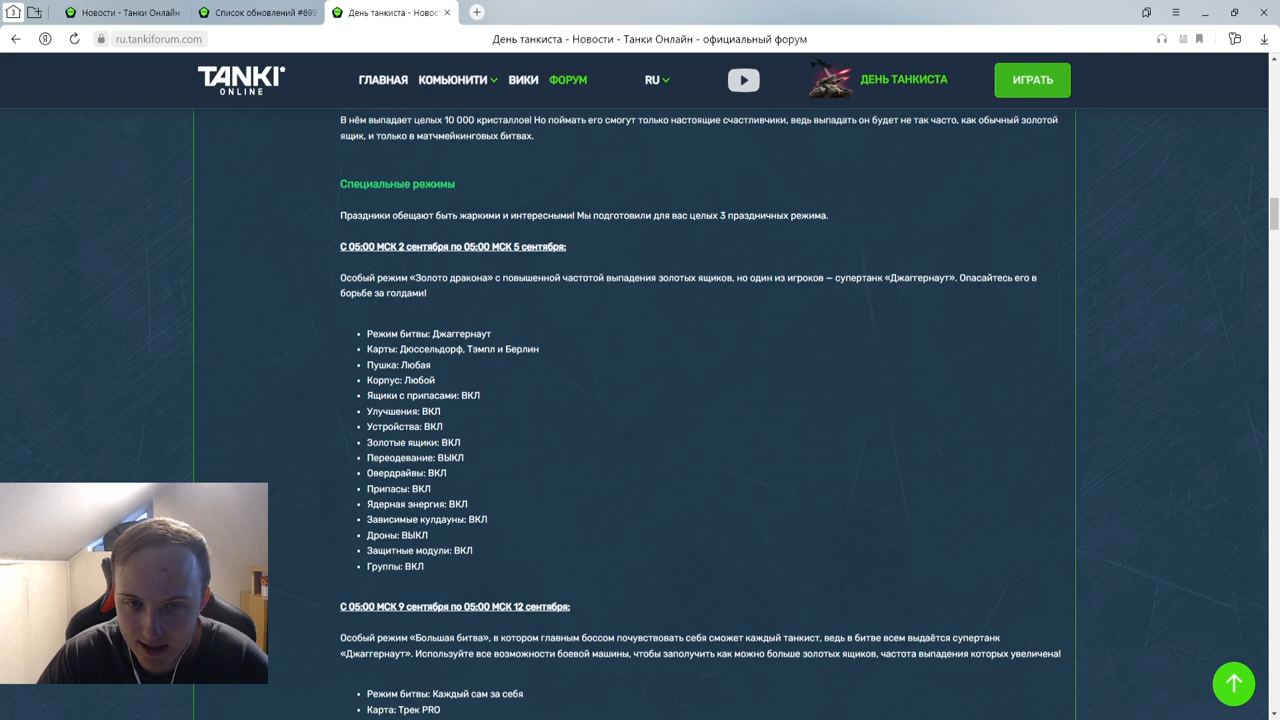 Новости - Танки Онлайн
Список обновлений #699
День танкиста - Новост
ru.tankiforum.com
День танкиста - Новости - Танки Онлайн - официальный форум
TANKI
ONLINE
ГЛАВНАЯ
КОМЬЮНИТИ
ВИКИ
ФОРУМ
RU
ДЕНЬ ТАНКИСТА
ИГРАТЬ
В нём выпадает целых 10 000 кристаллов! Но поймать его смогут только настоящие счастливчики, ведь выпадать он будет не так часто, как обычный золотой
ящик, и только в матчмейкинговых битвах.
Специальные режимы
Праздники обещают быть жаркими и интересными! Мы подготовили для вас целых 3 праздничных режима.
С 05:00 МСК 2 сентября по 05:00 МСК 5 сентября:
Особый режим «Золото дракона» с повышенной частотой выпадения золотых ящиков, но один из игроков — супертанк «Джаггернаут». Опасайтесь его в
борьбе за голдами!
• Режим битвы: Джаггернаут
• Карты: Дюссельдорф, Тэмпл и Берлин
• Пушка: Любая
• Корпус: Любой
• Ящики с припасами: ВКЛ
• Улучшения: ВКЛ
• Устройства: ВКЛ
• Золотые ящики: ВКЛ
• Переодевание: ВЫКЛ
• Овердрайвы: ВКЛ
• Припасы: ВКЛ
• Ядерная энергия: ВКЛ
• Зависимые кулдауны: ВКЛ
• Дроны: ВЫКЛ
• Защитные модули: ВКЛ
• Группы: ВКЛ
С 05:00 МСК 9 сентября по 05:00 МСК 12 сентября:
Особый режим «Большая битва», в котором главным боссом почувствовать себя сможет каждый танкист, ведь в битве всем выдаётся супертанк
«Джаггернаут». Используйте все возможности боевой машины, чтобы заполучить как можно больше золотых ящиков, частота выпадения которых увеличена!
• Режим битвы: Каждый сам за себя
• Карта: Трек PRO